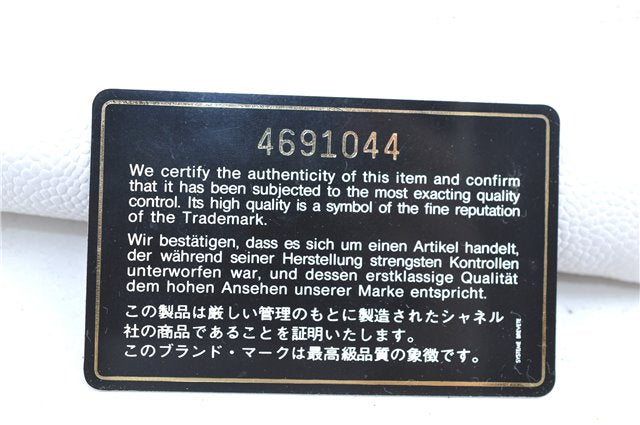 4691044
We certify the authenticity of this item and confirm
that it has been subjected to the most exacting quality
control. Its high quality is a symbol of the fine reputation
of the Trademark.
Wir bestätigen, dass es sich um einen Artikel handelt,
der während seiner Herstellung strengsten Kontrollen
unterworfen war, und dessen erstklassige Qualität
dem hohen Ansehen unserer Marke entspricht.
この製品は厳しい管理のもとに製造されたシャネル
社の商品であることを証明いたします。
このブランド・マークは最高級品質の象徴です。
SYSTEME BREVETE